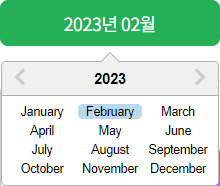 2023년 02월
2023
January February March
April May June
July August September
October November December